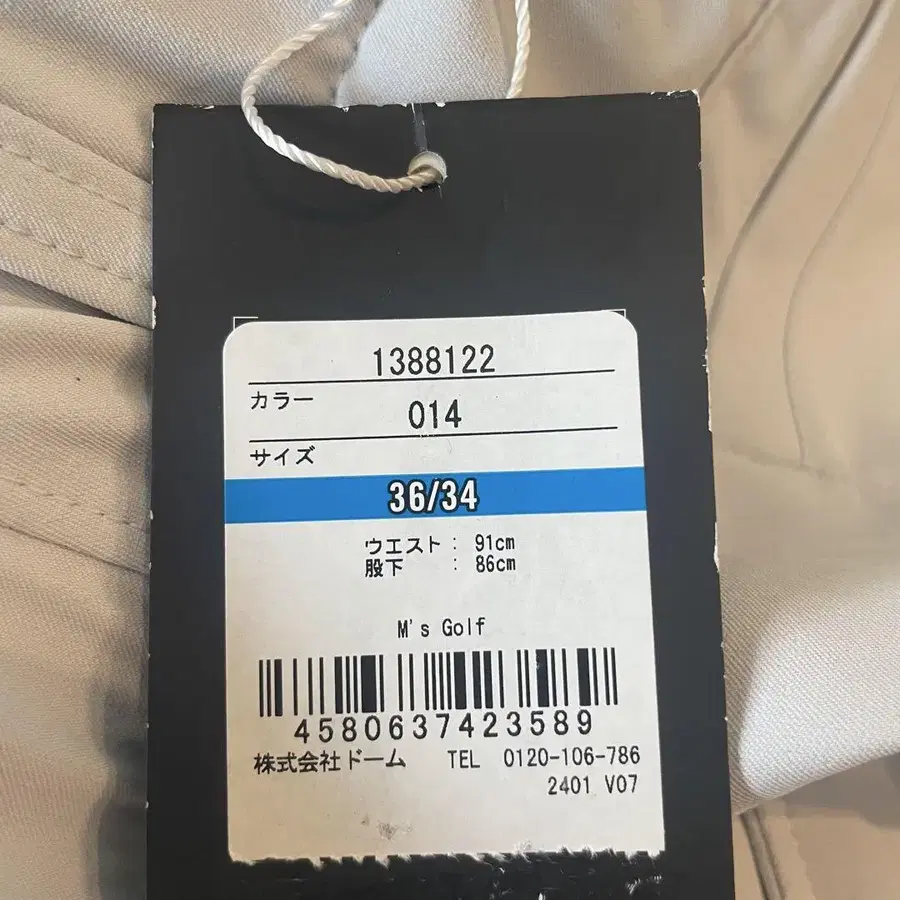 1388122
カラー
014
サイズ
36/34
ウエスト : 91cm
股下 : 86cm
M's Golf
4580637423589
株式会社ドーム TEL 0120-106-786
2401 V07